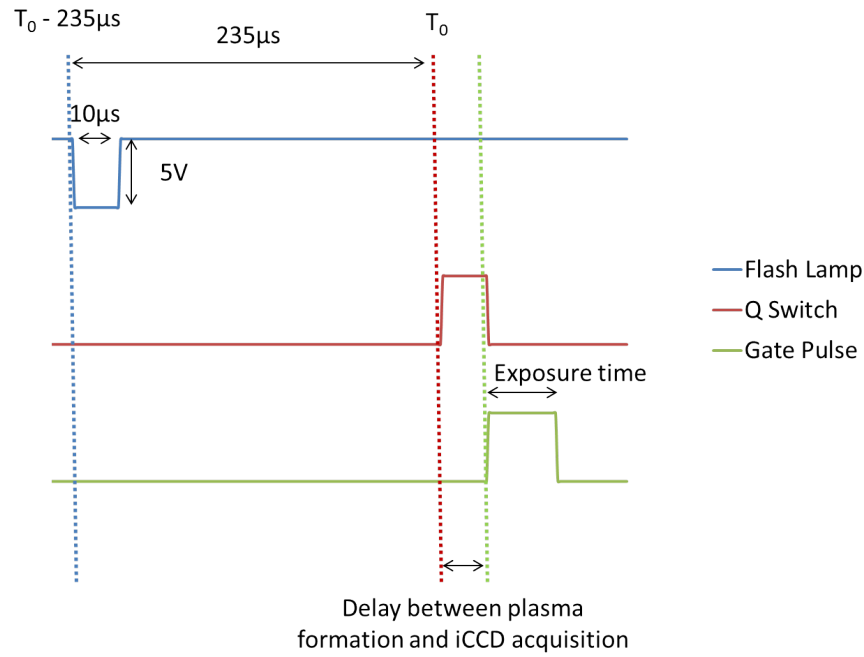 T₀ - 235µs
235µs
T₀
10µs
5V
Flash Lamp
Q Switch
Gate Pulse
Exposure time
Delay between plasma
formation and iCCD acquisition